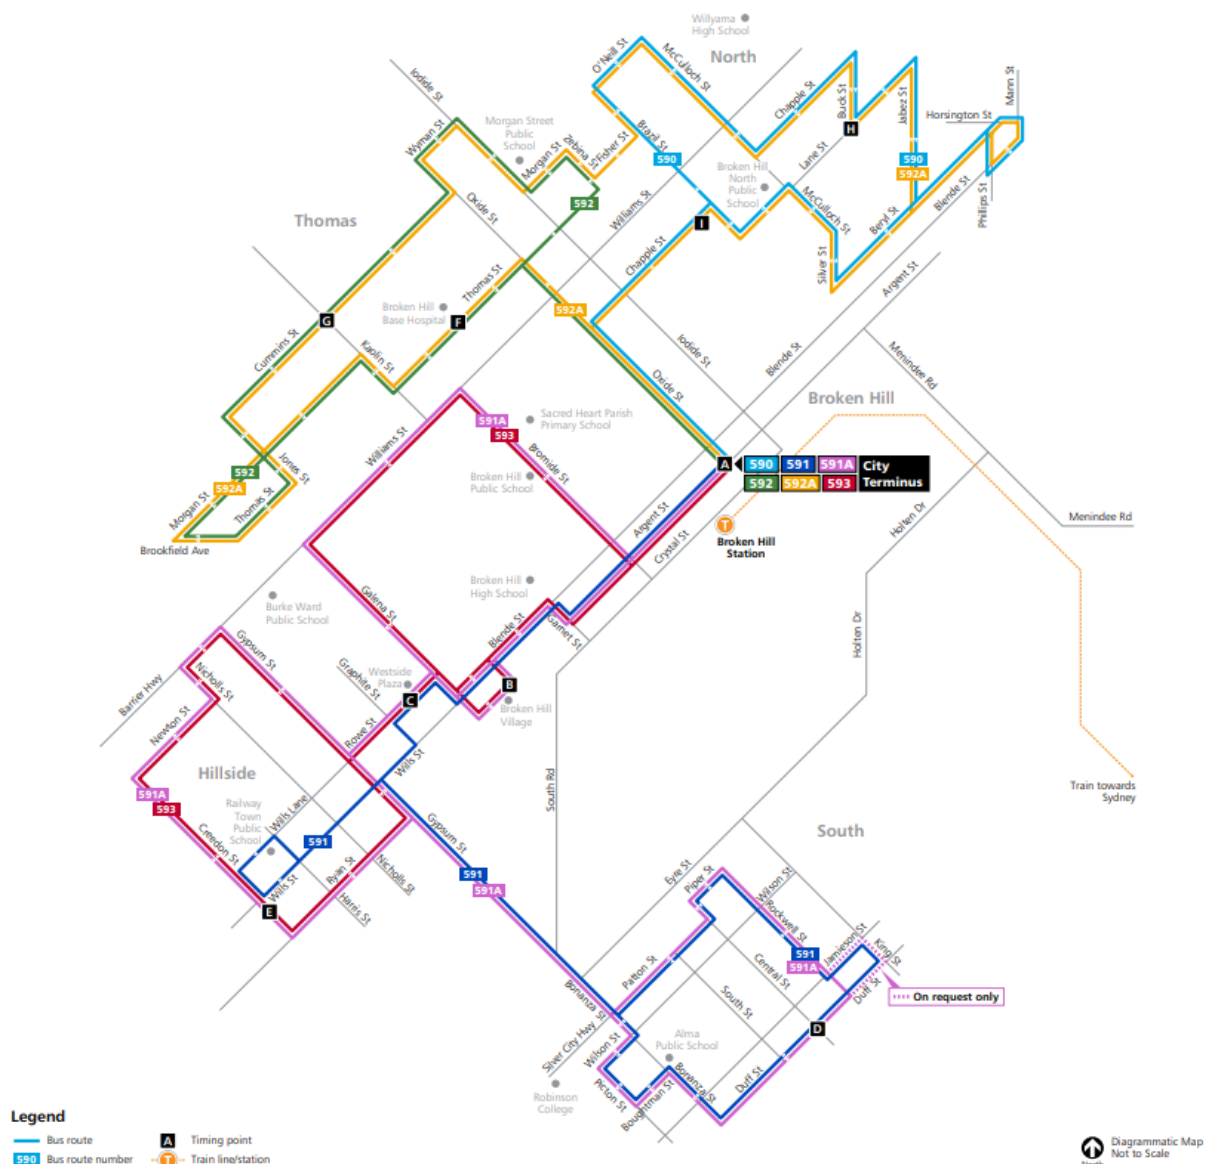 Willyama
High School
North
O'Neill St
McCulloch St
Iodide St
Mann St
Buck St
Chapple St
Jabez St
Horsington St
Morgan Street
Public
School
Wyman St
Morgan St
Zebina St
Fisher St
Brazil St
H
590
Lane St
Broken Hill
North
Public
School
590
592A
Blende St
Phillips St
Oxide St
592
Williams St
McCulloch St
Beryl St
Thomas
I
Chapple St
Silver St
Argent St
Thomas St
Broken Hill
Base Hospital
F
G
592A
Cummins St
Kaolin St
Iodide St
Blende St
Menindee Rd
Oxide St
Broken Hill
591A
593
Sacred Heart Parish
Primary School
Williams St
Bromide St
A
590
591
591A
City
Terminus
592
592A
593
Jones St
592
592A
Morgan St
Thomas St
Brookfield Ave
Broken Hill
Public School
Argent St
Crystal St
T
Broken Hill
Station
Holten Dr
Menindee Rd
Broken Hill
High School
Galena St
Burke Ward
Public School
Blende St
Garnet St
Holten Dr
Gypsum St
Graphite St
Westside
Plaza
B
C
Broken Hill
Village
Nicholls St
Barrier Hwy
Newton St
Rowe St
Wills St
Hillside
South Rd
Train towards
Sydney
591A
593
Railway
Town
Public
School
Wills Lane
591
Creedon St
Wills St
Ryan St
Nicholls St
Harris St
E
Gypsum St
591
591A
South
Eyre St
Piper St
Wilson St
Rockwell St
Jamieson St
King St
591
591A
Central St
Duff St
On request only
Patton St
South St
D
Bonanza St
Silver City Hwy
Wilson St
Alma
Public School
Picton St
Boughtman St
Bonanza St
Duff St
Robinson
College
Legend
Bus route
A
Timing point
590
Bus route number
T
Train line/station
Diagrammatic Map
Not to Scale
North